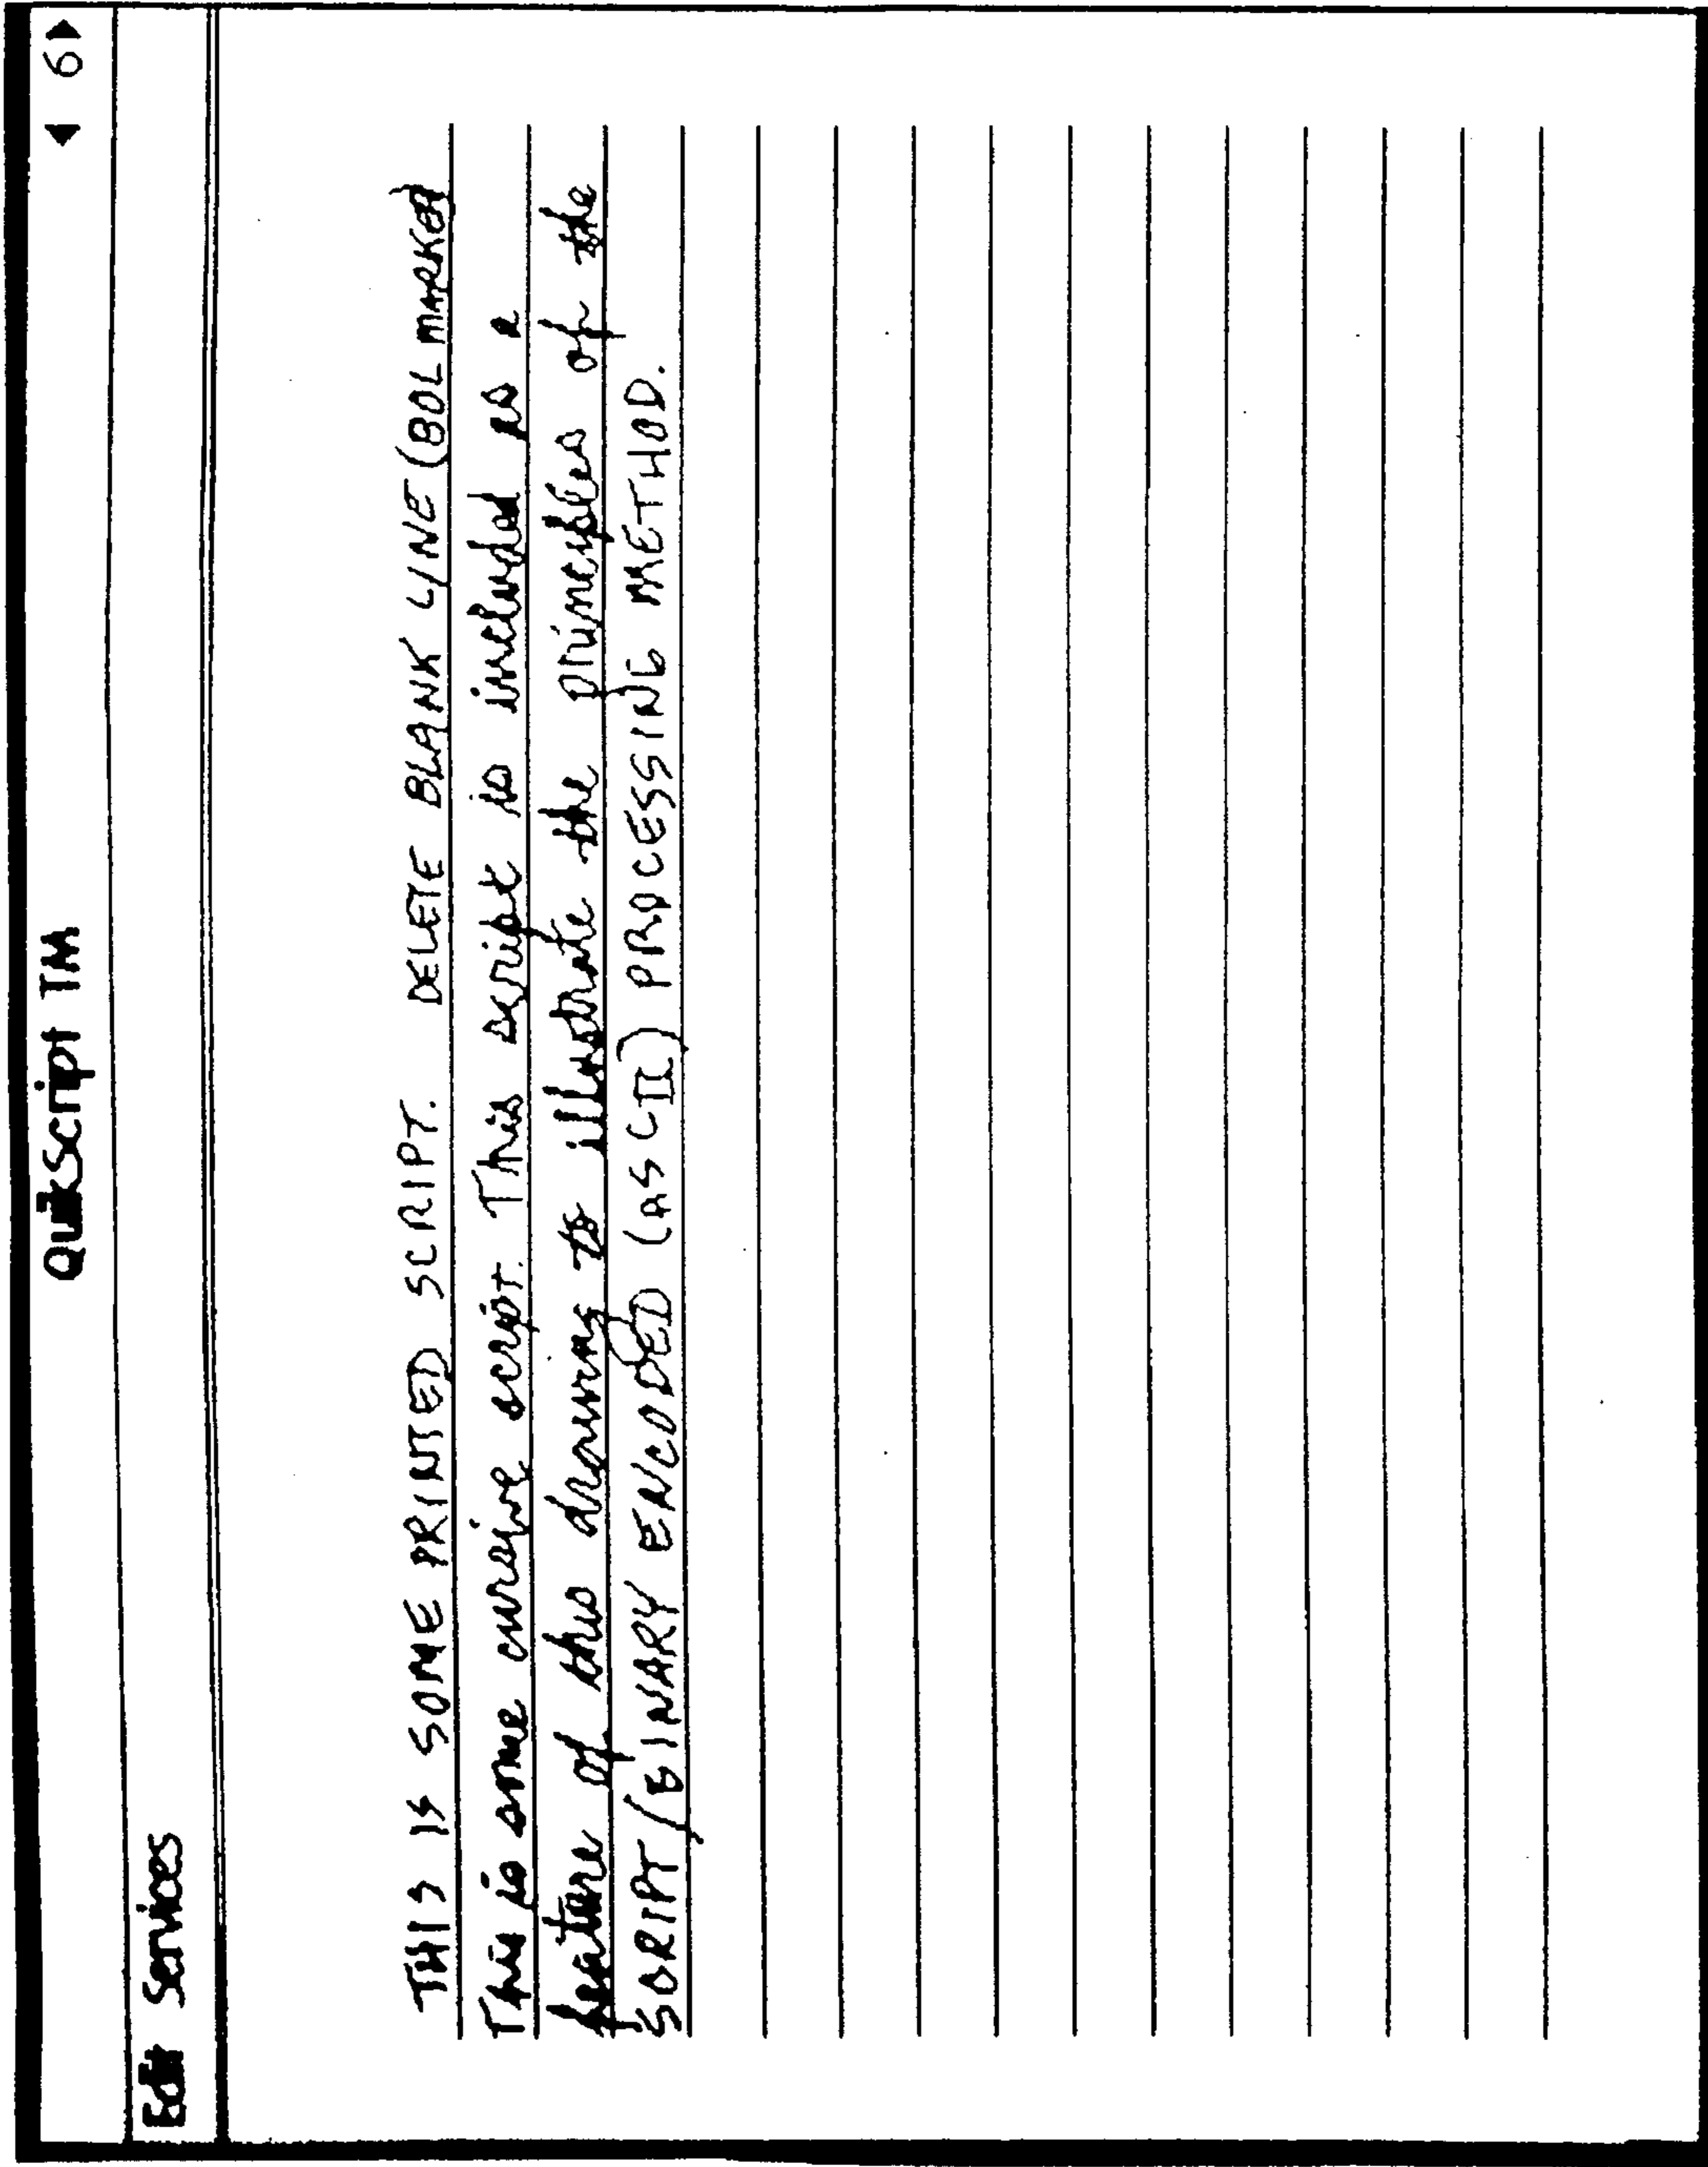 QuikScript TM ◀ 6 ▶
Edit Services
THIS IS SOME PRINTED SCRIPT. DELETE BLANK LINE (BOL MARKER)
This is some cursive script. This script is included as a
feature of this drawing to illustrate the principles of the
SCRIPT/BINARY ENCODED (ASCII) PROCESSING METHOD.